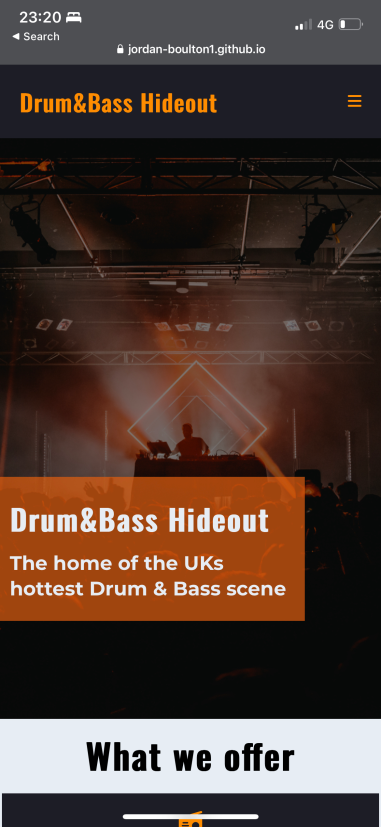 23:20
4G
◄ Search
jordan-boulton1.github.io
Drum&Bass Hideout
Drum&Bass Hideout
The home of the UKs
hottest Drum & Bass scene
What we offer